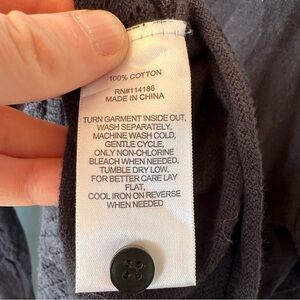 100% COTTON
RN#114186
MADE IN CHINA
TURN GARMENT INSIDE OUT,
WASH SEPARATELY,
MACHINE WASH COLD,
GENTLE CYCLE,
ONLY NON-CHLORINE
BLEACH WHEN NEEDED,
TUMBLE DRY LOW,
FOR BETTER CARE LAY
FLAT,
COOL IRON ON REVERSE
WHEN NEEDED